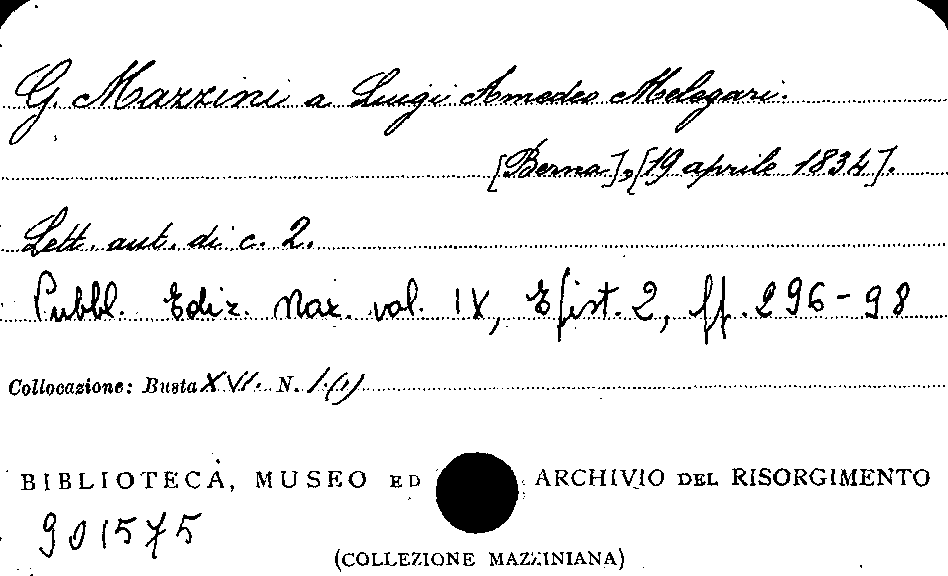 G. Mazzini a Luigi Amedeo Melegari.
[Berna], [19 aprile 1834].
Lett. aut. di c. 2.
Pubbl. Ediz. Naz. vol. IX, Epist. 2, pp. 296-98
Collocazione: Busta XVI. N. 1.(1)
BIBLIOTECA, MUSEO ED ARCHIVIO DEL RISORGIMENTO
901575
(COLLEZIONE MAZZINIANA)